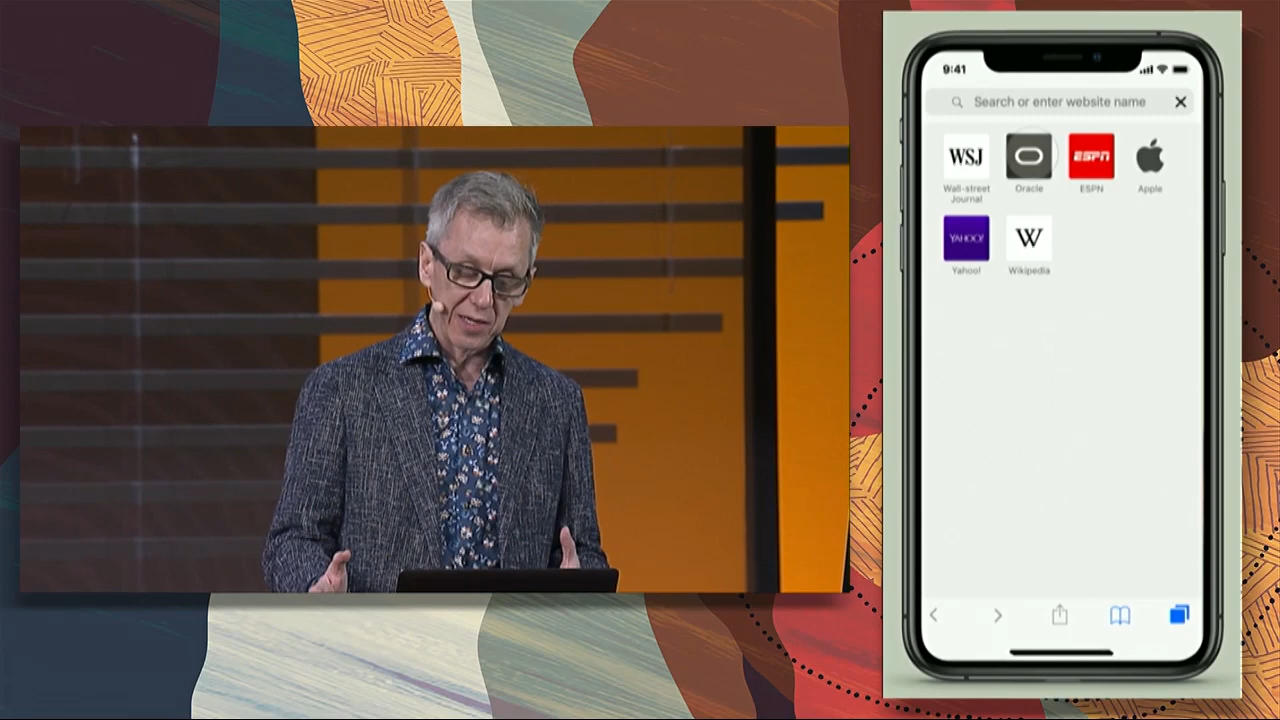 9:41
Search or enter website name
WSJ
ESPN
Wall-street
Journal
Oracle
ESPN
Apple
YAHOO!
W
Yahoo!
Wikipedia